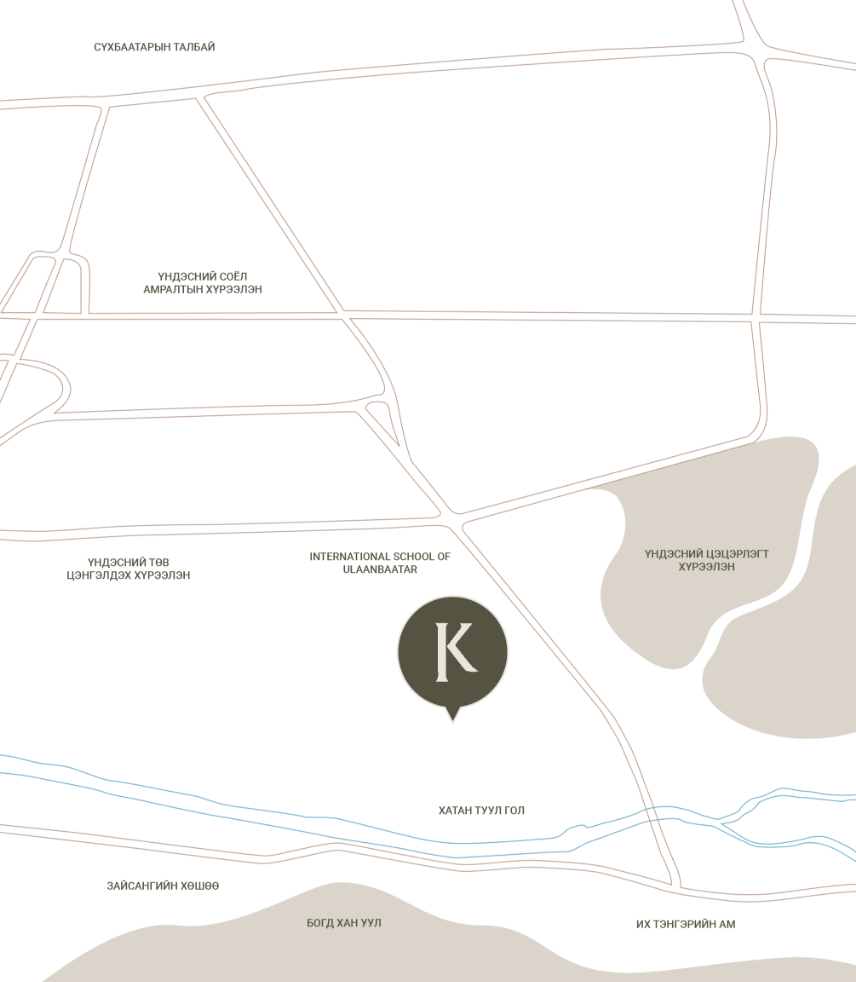 СҮХБААТАРЫН ТАЛБАЙ
ҮНДЭСНИЙ СОЁЛ
АМРАЛТЫН ХҮРЭЭЛЭН
ҮНДЭСНИЙ ТӨВ
ЦЭНГЭЛДЭХ ХҮРЭЭЛЭН
INTERNATIONAL SCHOOL OF
ULAANBAATAR
ҮНДЭСНИЙ ЦЭЦЭРЛЭГТ
ХҮРЭЭЛЭН
K
ХАТАН ТУУЛ ГОЛ
ЗАЙСАНГИЙН ХӨШӨӨ
БОГД ХАН УУЛ
ИХ ТЭНГЭРИЙН АМ